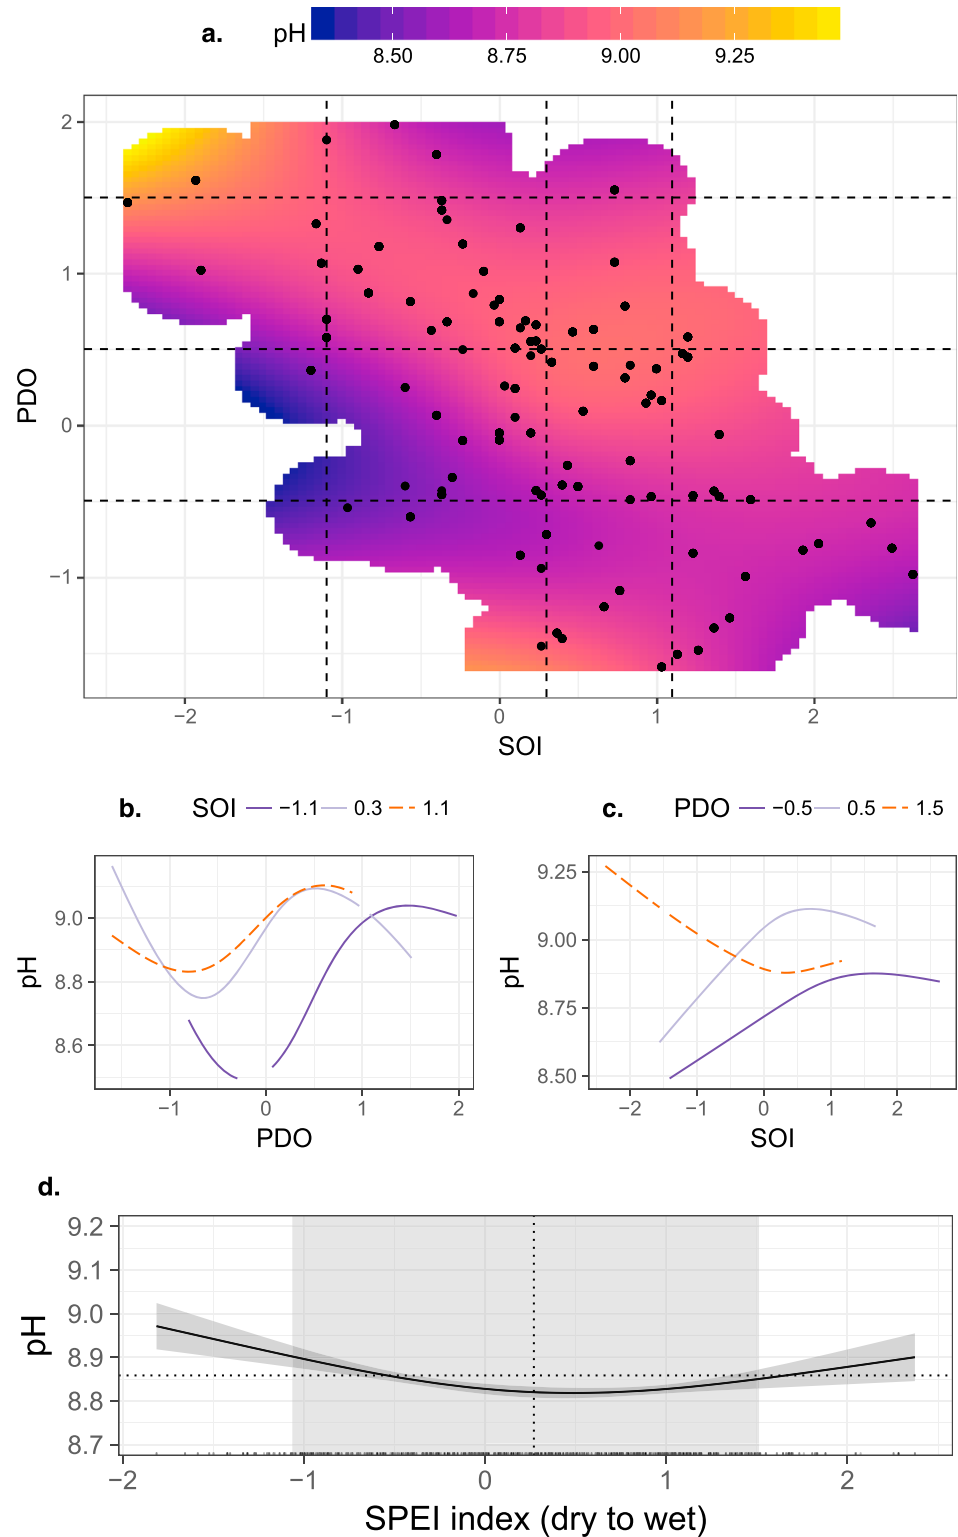 a. pH
8.50 8.75 9.00 9.25
2
1
0
−1
PDO
−2 −1 0 1 2
SOI
b. SOI −1.1 0.3 1.1
9.0
8.8
8.6
pH
−1 0 1 2
PDO
c. PDO −0.5 0.5 1.5
9.25
9.00
8.75
8.50
pH
−2 −1 0 1 2
SOI
d.
9.2
9.1
9.0
8.9
8.8
8.7
pH
−2 −1 0 1 2
SPEI index (dry to wet)